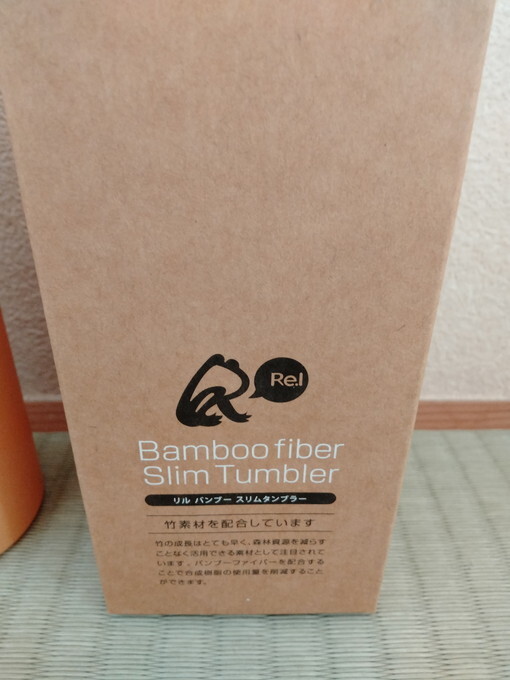 Re.l
Bamboo fiber
Slim Tumbler
リル バンブー スリムタンブラー
竹素材を配合しています
竹の成長はとても早く、森林資源を減らす
ことなく活用できる素材として注目されて
います。バンブーファイバーを配合する
ことで合成樹脂の使用量を削減すること
ができます。